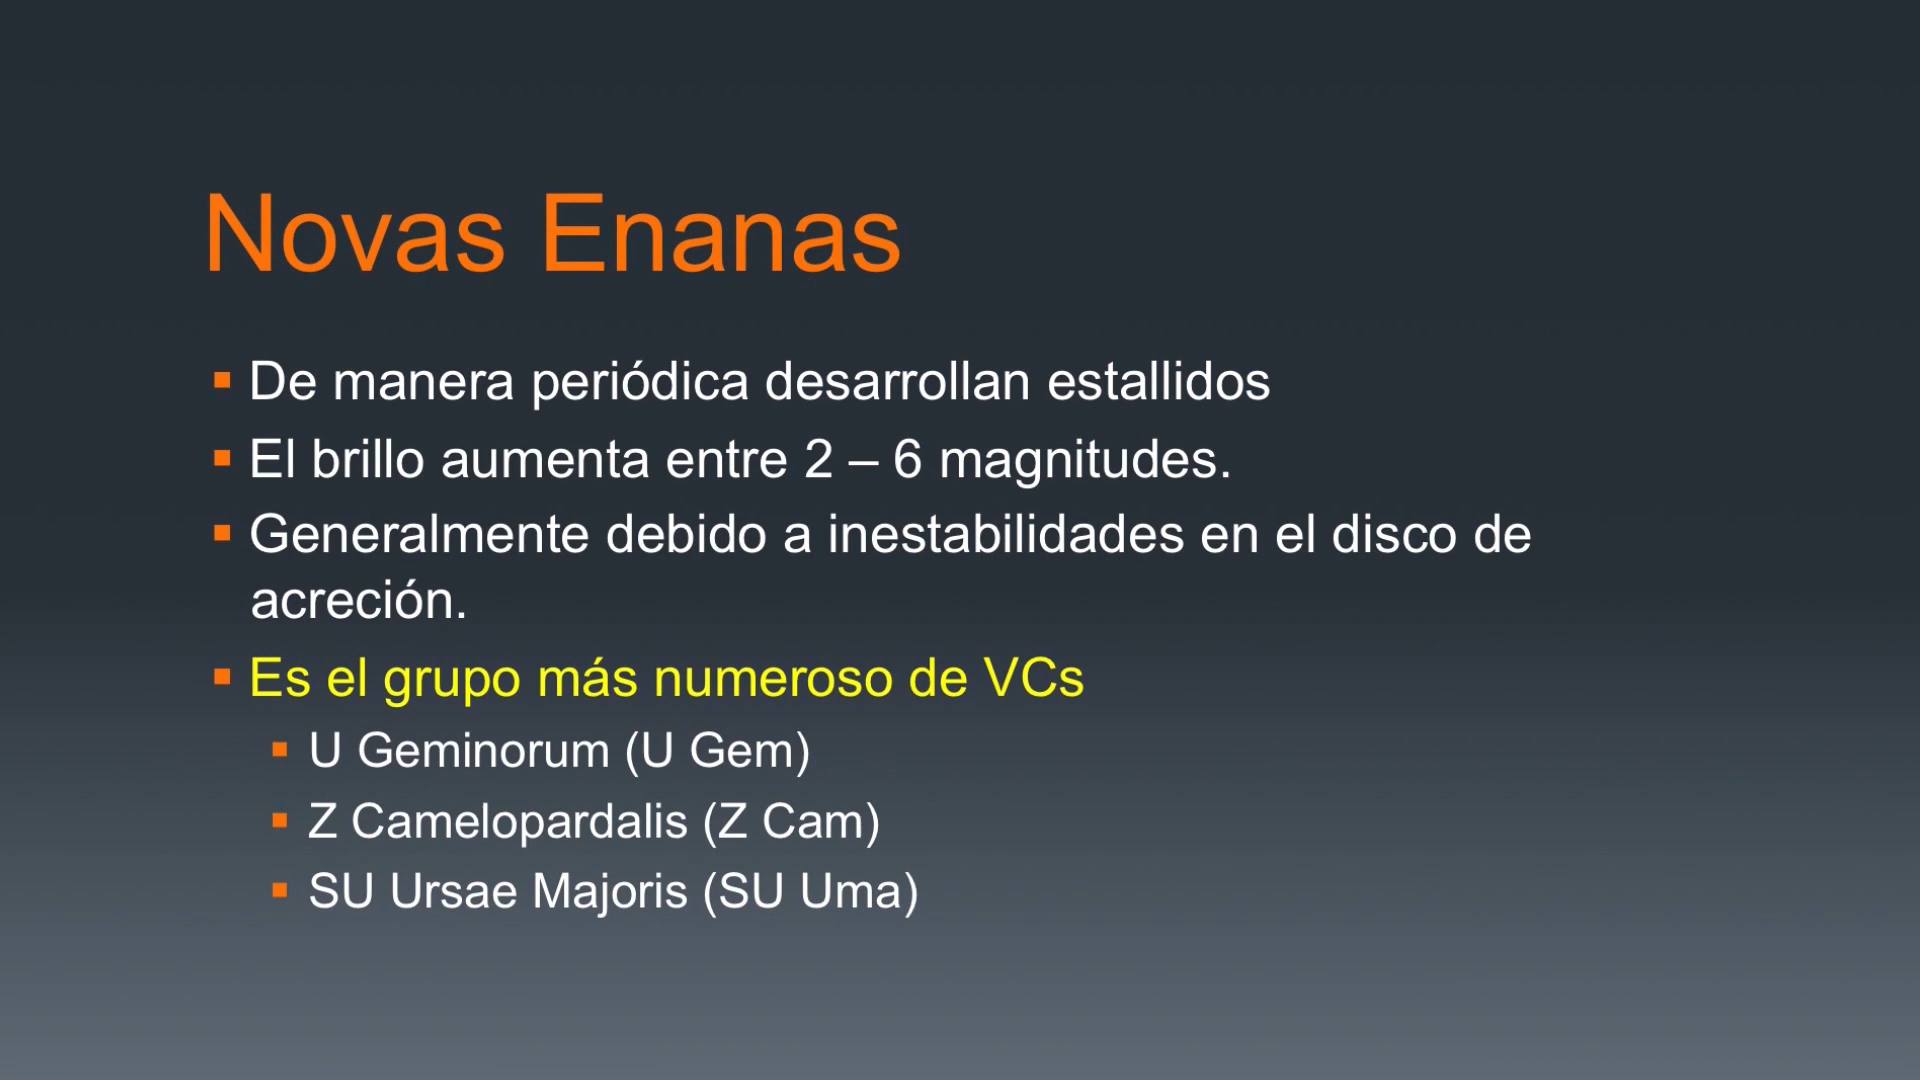 Novas Enanas
De manera periódica desarrollan estallidos
El brillo aumenta entre 2 – 6 magnitudes.
Generalmente debido a inestabilidades en el disco de
acreción.
Es el grupo más numeroso de VCs
U Geminorum (U Gem)
Z Camelopardalis (Z Cam)
SU Ursae Majoris (SU Uma)